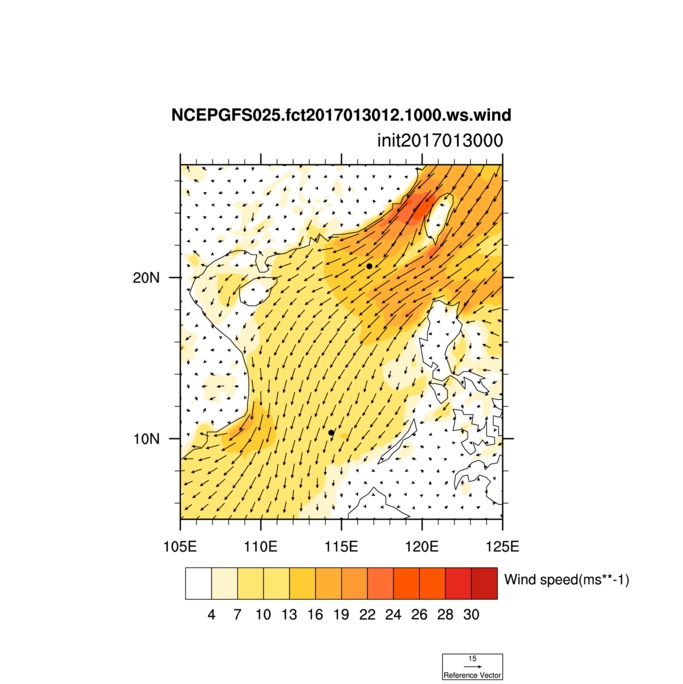 NCEPGFS025.fct2017013012.1000.ws.wind
init2017013000
20N
10N
105E 110E 115E 120E 125E
Wind speed(ms**-1)
4 7 10 13 16 19 22 24 26 28 30
15
Reference Vector